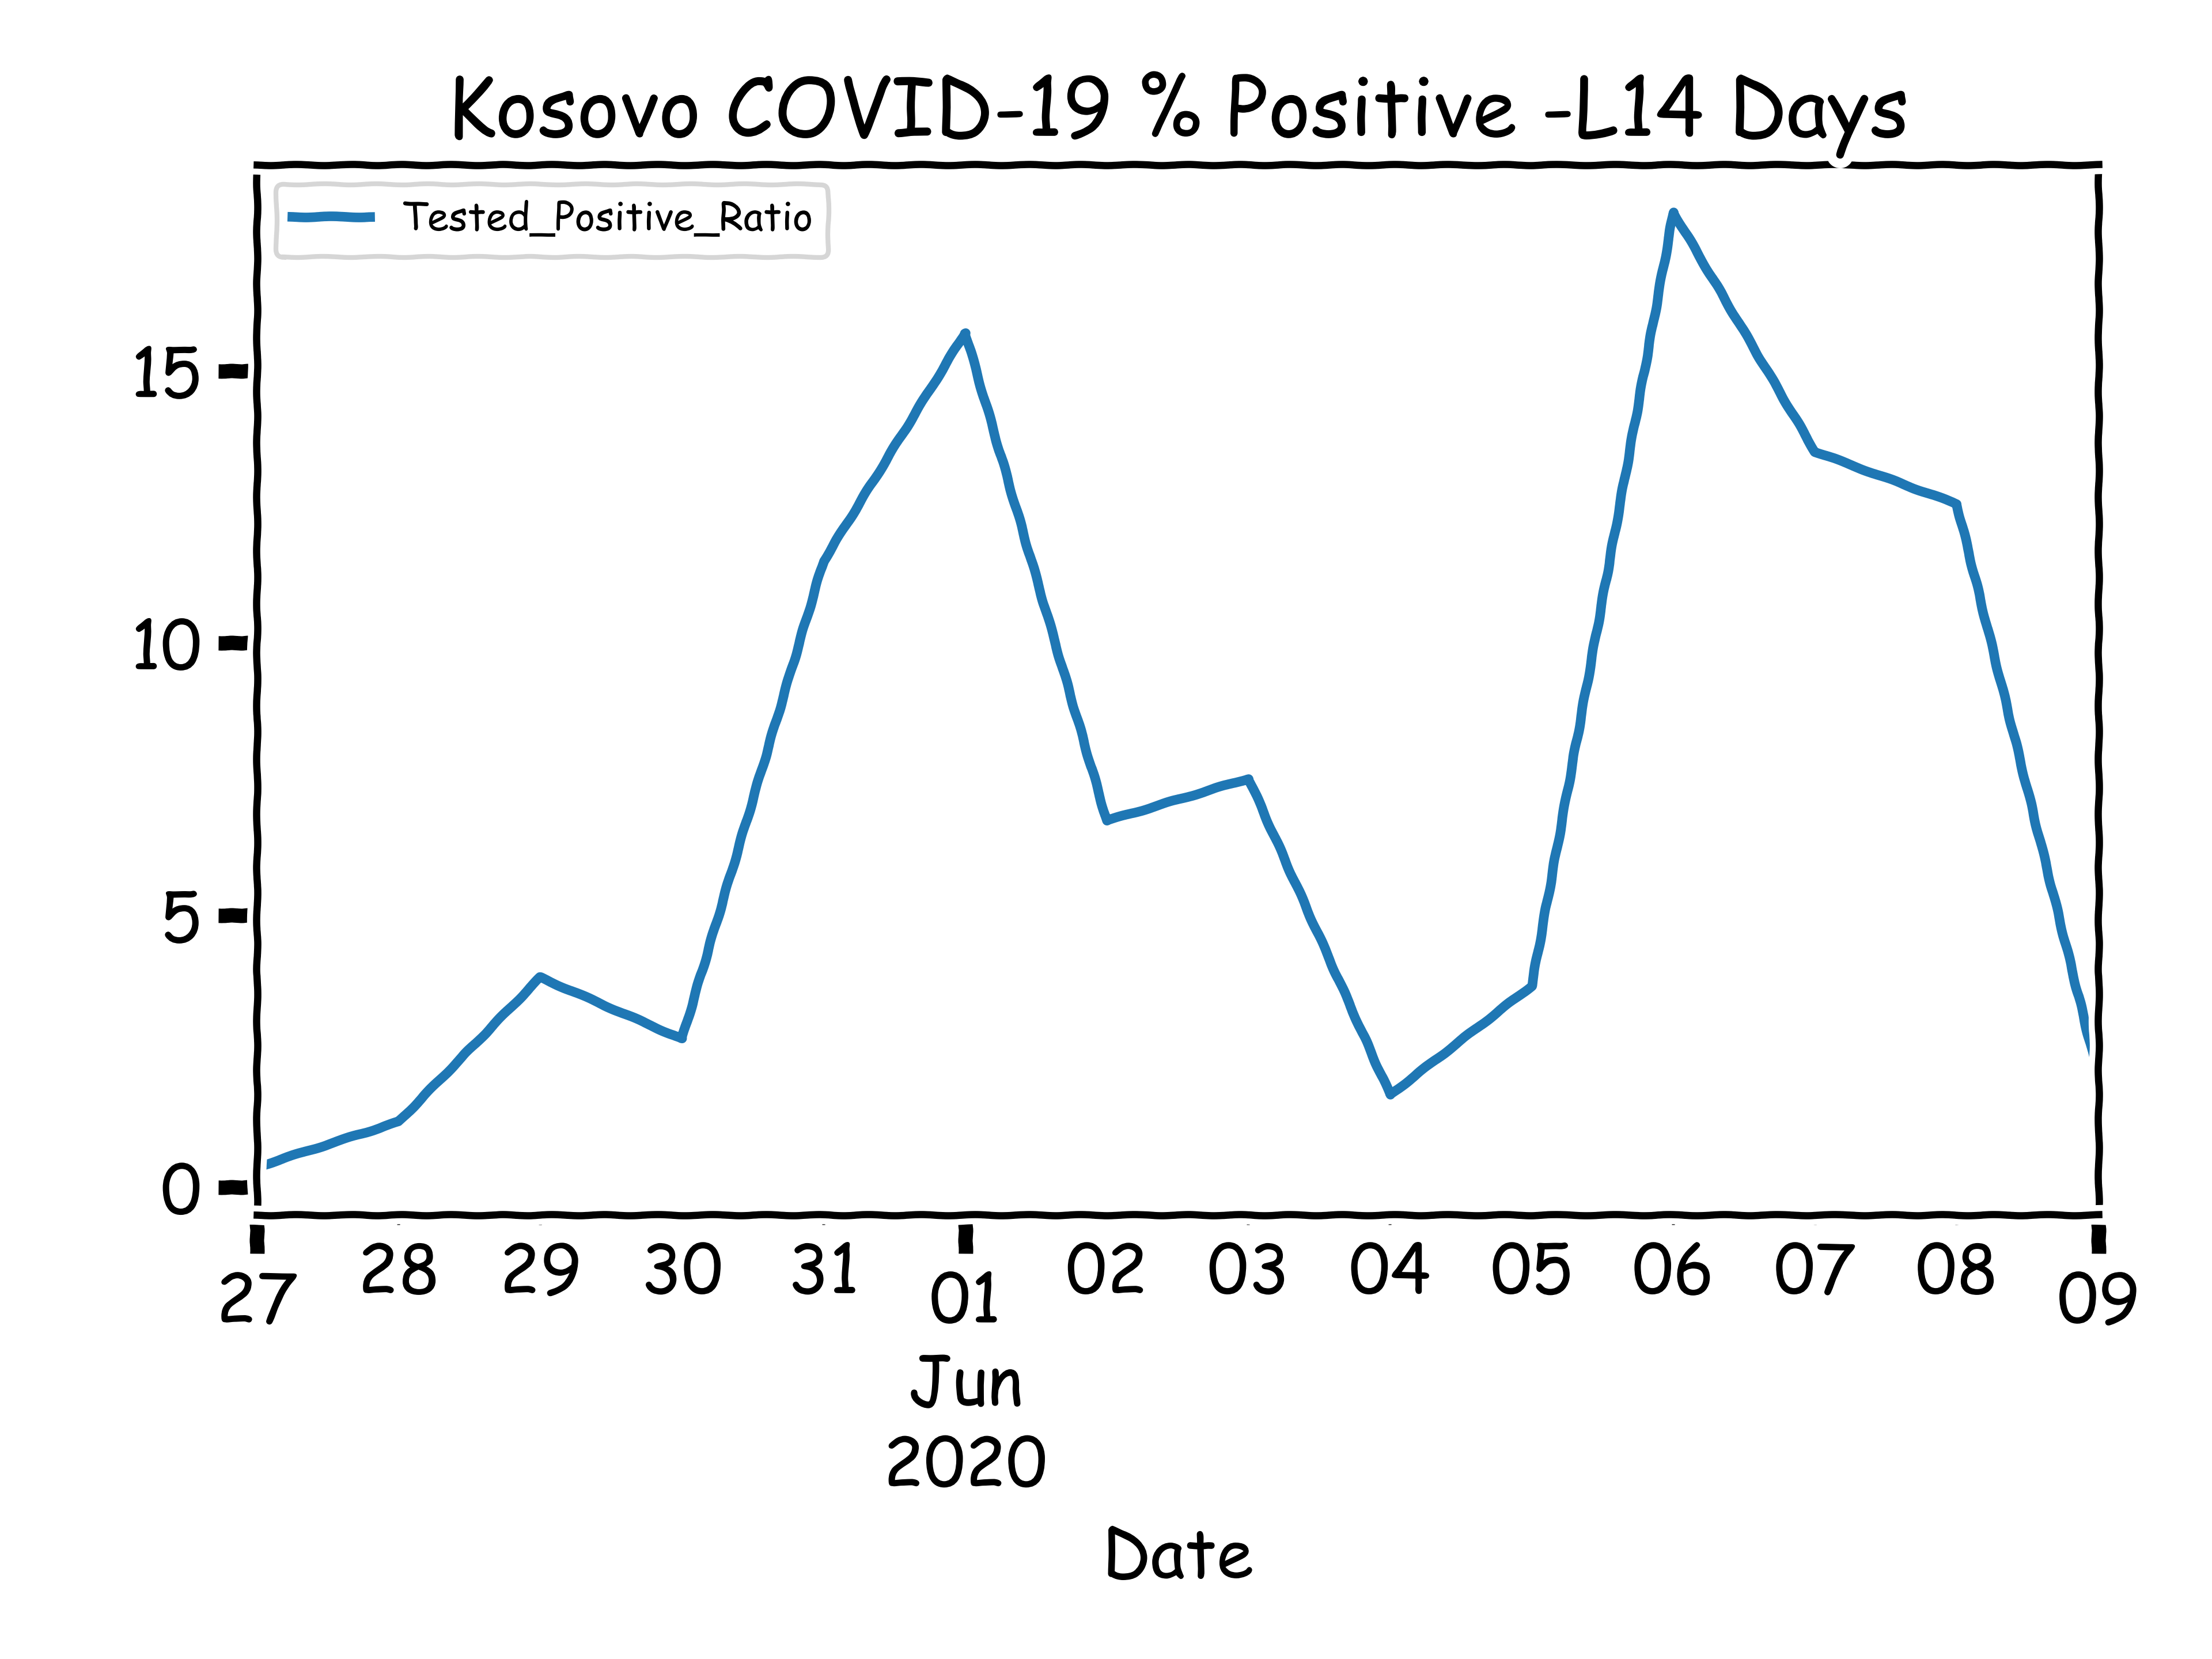 Kosovo COVID-19 % Positive -L14 Days
Tested_Positive_Ratio
15
10
5
0
27 28 29 30 31 01 02 03 04 05 06 07 08 09
Jun
2020
Date